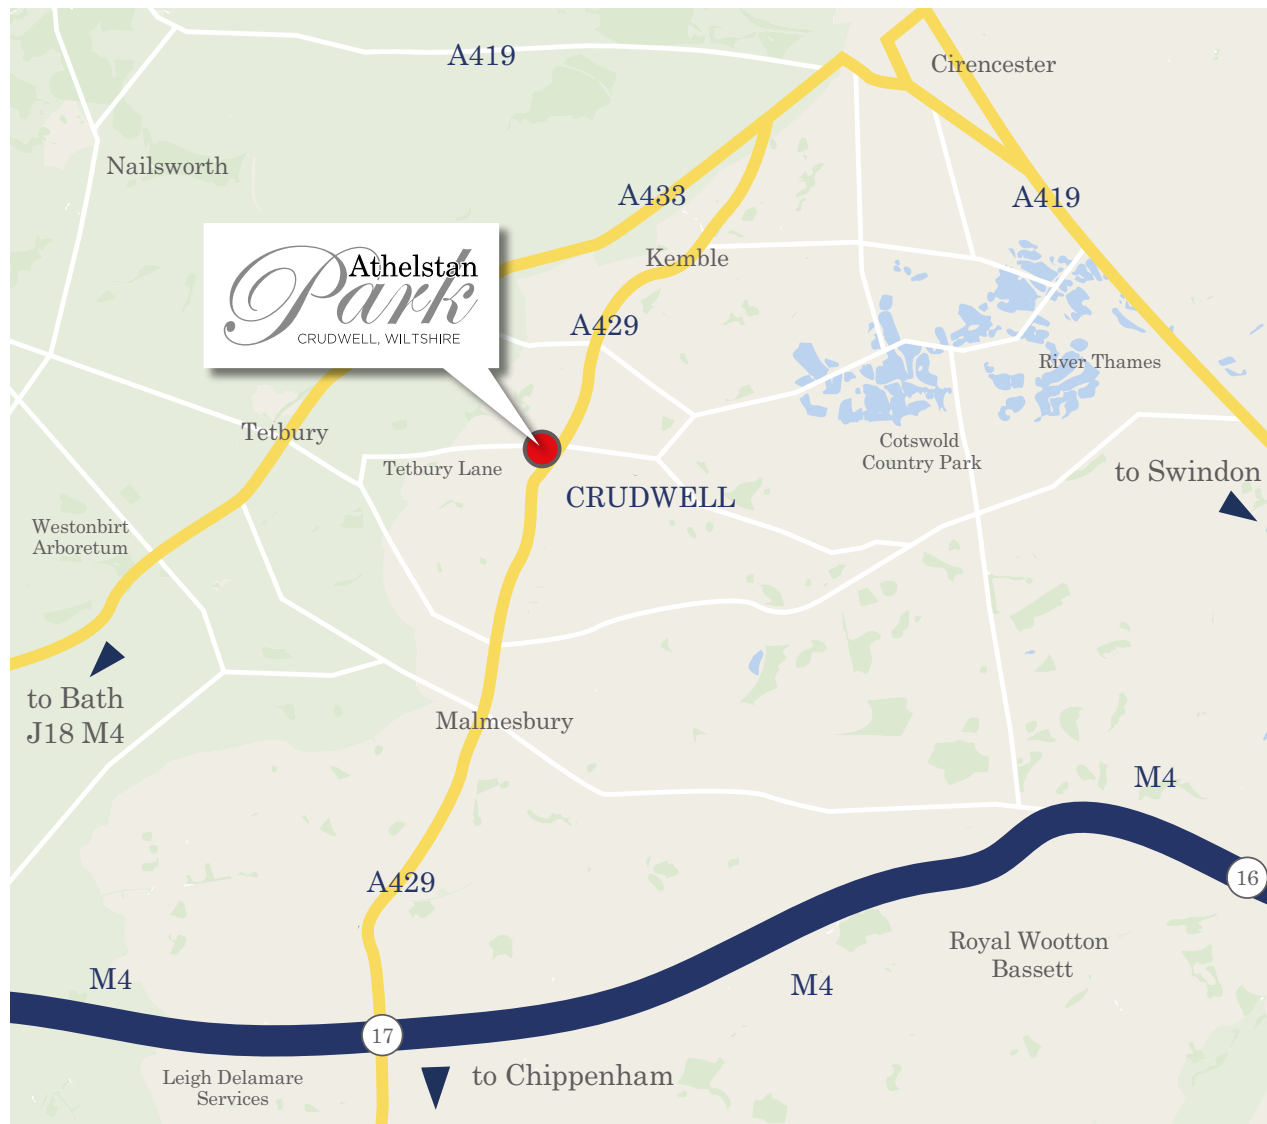 A419
Cirencester
Nailsworth
A433
A419
Kemble
Athelstan
Park
CRUDWELL, WILTSHIRE
A429
River Thames
Tetbury
Cotswold
Country Park
Tetbury Lane
to Swindon
CRUDWELL
Westonbirt
Arboretum
to Bath
J18 M4
Malmesbury
M4
A429
16
Royal Wootton
Bassett
M4
M4
17
Leigh Delamare
Services
to Chippenham